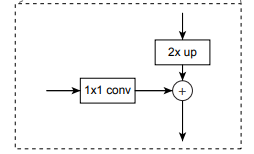 2x up
1x1 conv
+